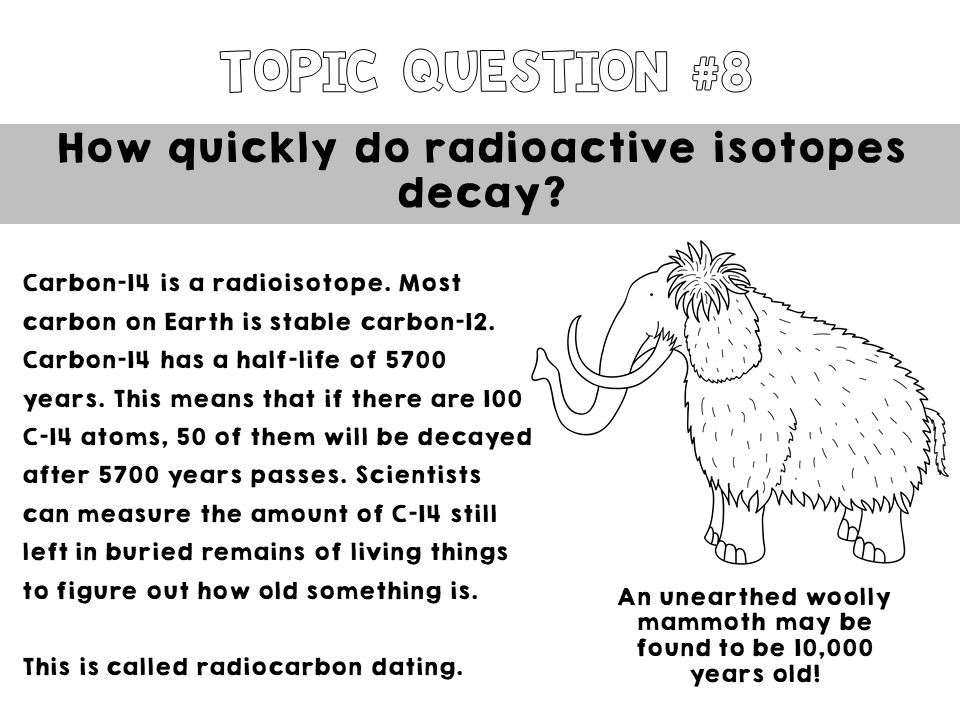 TOPIC QUESTION #8
How quickly do radioactive isotopes
decay?
Carbon-14 is a radioisotope. Most
carbon on Earth is stable carbon-12.
Carbon-14 has a half-life of 5700
years. This means that if there are 100
C-14 atoms, 50 of them will be decayed
after 5700 years passes. Scientists
can measure the amount of C-14 still
left in buried remains of living things
to figure out how old something is.
This is called radiocarbon dating.
An unearthed woolly
mammoth may be
found to be 10,000
years old!